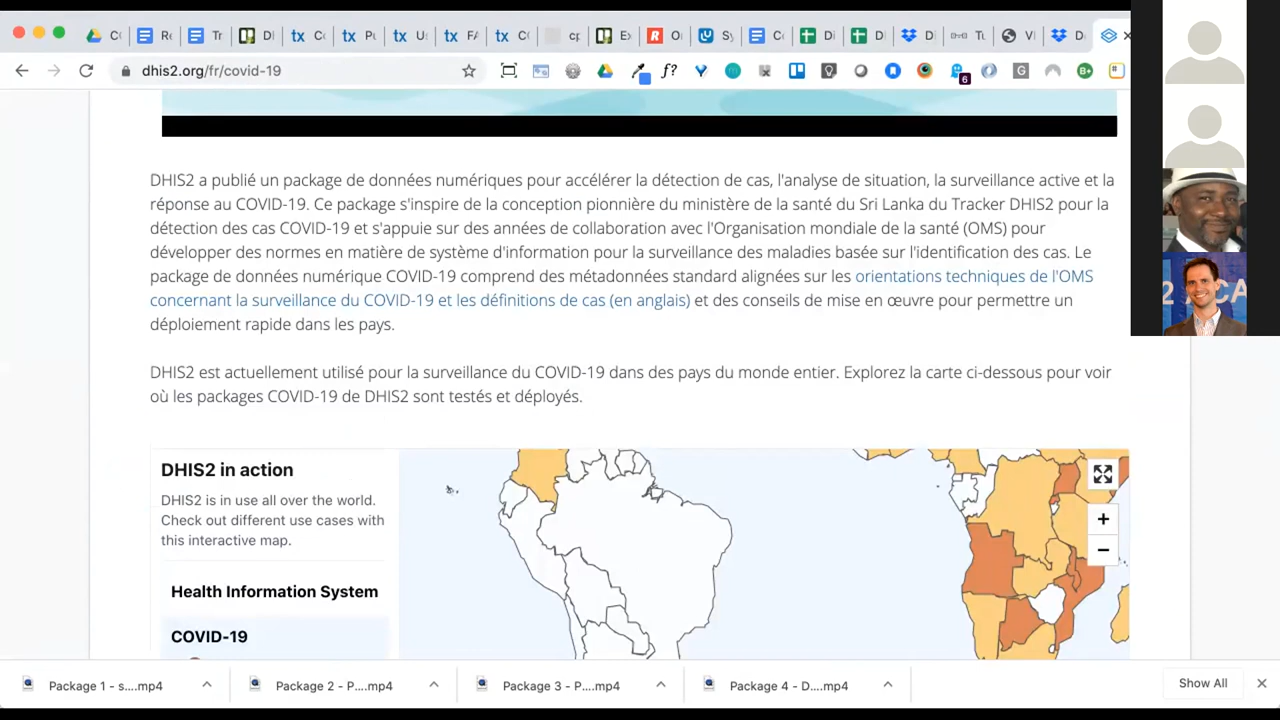 C
R
Tr
D
C
P
U
F
C
cp
E
O
S
C
D
D
D
T
V
D
dhis2.org/fr/covid-19
f?
6
G
B+
DHIS2 a publié un package de données numériques pour accélérer la détection de cas, l'analyse de situation, la surveillance active et la
réponse au COVID-19. Ce package s'inspire de la conception pionnière du ministère de la santé du Sri Lanka du Tracker DHIS2 pour la
détection des cas COVID-19 et s'appuie sur des années de collaboration avec l'Organisation mondiale de la santé (OMS) pour
développer des normes en matière de système d'information pour la surveillance des maladies basée sur l'identification des cas. Le
package de données numérique COVID-19 comprend des métadonnées standard alignées sur les orientations techniques de l'OMS
concernant la surveillance du COVID-19 et les définitions de cas (en anglais) et des conseils de mise en œuvre pour permettre un
déploiement rapide dans les pays.
DHIS2 est actuellement utilisé pour la surveillance du COVID-19 dans des pays du monde entier. Explorez la carte ci-dessous pour voir
où les packages COVID-19 de DHIS2 sont testés et déployés.
DHIS2 in action
DHIS2 is in use all over the world.
Check out different use cases with
this interactive map.
Health Information System
COVID-19
+
−
Package 1 - s....mp4
Package 2 - P....mp4
Package 3 - P....mp4
Package 4 - D....mp4
Show All